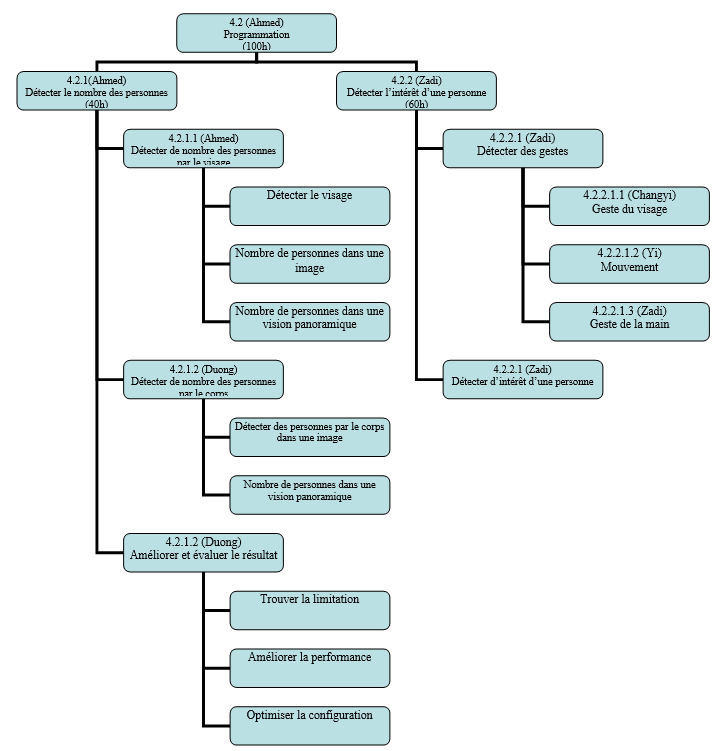 4.2 (Ahmed)
Programmation
(100h)
4.2.1(Ahmed)
Détecter le nombre des personnes
(40h)
4.2.1.1 (Ahmed)
Détecter de nombre des personnes
par le visage
Détecter le visage
Nombre de personnes dans une
image
Nombre de personnes dans une
vision panoramique
4.2.1.2 (Duong)
Détecter de nombre des personnes
par le corps
Détecter des personnes par le corps
dans une image
Nombre de personnes dans une
vision panoramique
4.2.1.2 (Duong)
Améliorer et évaluer le résultat
Trouver la limitation
Améliorer la performance
Optimiser la configuration
4.2.2 (Zadi)
Détecter l’intérêt d’une personne
(60h)
4.2.2.1 (Zadi)
Détecter des gestes
4.2.2.1.1 (Changyi)
Geste du visage
4.2.2.1.2 (Yi)
Mouvement
4.2.2.1.3 (Zadi)
Geste de la main
4.2.2.1 (Zadi)
Détecter d’intérêt d’une personne